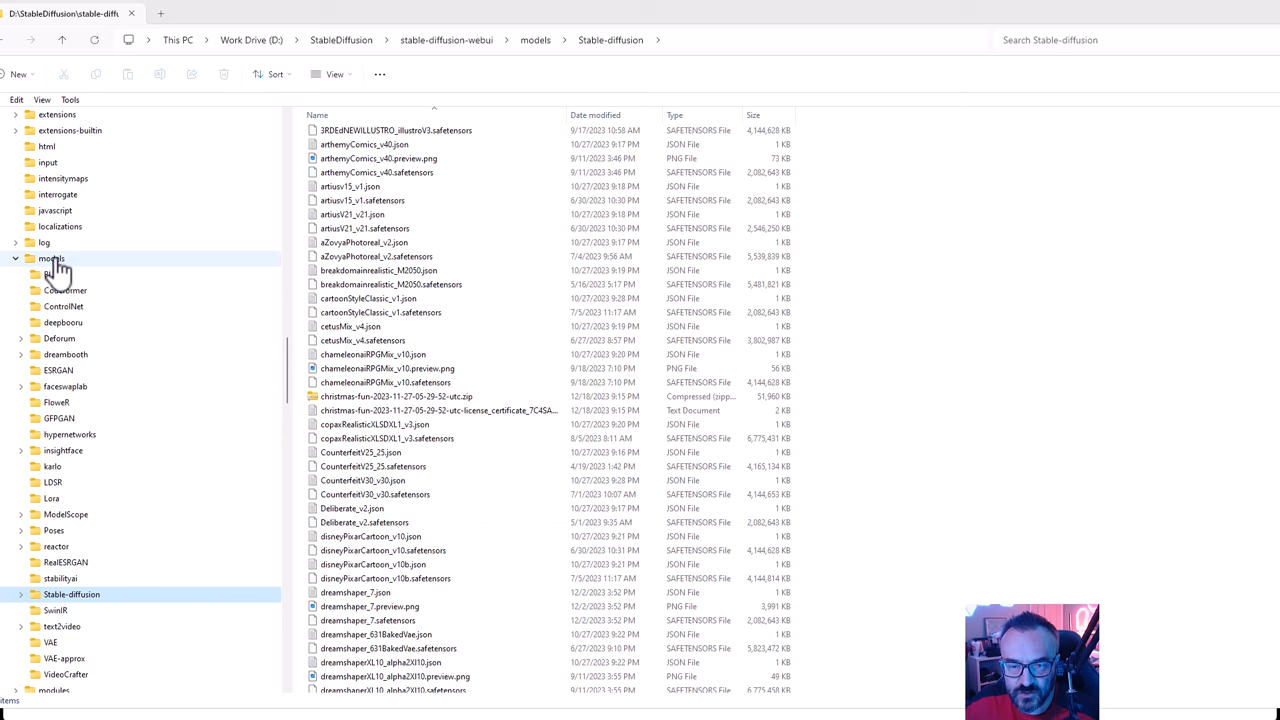 D:\StableDiffusion\stable-diffu
This PC > Work Drive (D:) > StableDiffusion > stable-diffusion-webui > models > Stable-diffusion >
Search Stable-diffusion
New
Sort
View
Edit View Tools
extensions
extensions-builtin
html
input
intensitymaps
interrogate
javascript
localizations
log
models
Codeformer
ControlNet
deepbooru
Deforum
dreambooth
ESRGAN
faceswaplab
FloweR
GFPGAN
hypernetworks
insightface
karlo
LDSR
Lora
ModelScope
Poses
reactor
RealESRGAN
stabilityai
Stable-diffusion
SwinIR
text2video
VAE
VAE-approx
VideoCrafter
modules
items
Name Date modified Type Size
3RDEdNEWILLUSTRO_illustroV3.safetensors 9/17/2023 10:58 AM SAFETENSORS File 4,144,628 KB
arthemyComics_v40.json 10/27/2023 9:17 PM JSON File 1 KB
arthemyComics_v40.preview.png 9/11/2023 3:46 PM PNG File 73 KB
arthemyComics_v40.safetensors 9/11/2023 3:46 PM SAFETENSORS File 2,082,643 KB
artiusv15_v1.json 10/27/2023 9:18 PM JSON File 1 KB
artiusv15_v1.safetensors 6/30/2023 10:30 PM SAFETENSORS File 2,082,643 KB
artiusV21_v21.json 10/27/2023 9:18 PM JSON File 1 KB
artiusV21_v21.safetensors 6/30/2023 10:30 PM SAFETENSORS File 2,546,250 KB
aZovyaPhotoreal_v2.json 10/27/2023 9:19 PM JSON File 1 KB
aZovyaPhotoreal_v2.safetensors 7/4/2023 9:56 AM SAFETENSORS File 5,539,839 KB
breakdomainrealistic_M2050.json 10/27/2023 9:19 PM JSON File 1 KB
breakdomainrealistic_M2050.safetensors 5/16/2023 5:17 PM SAFETENSORS File 5,481,821 KB
cartoonStyleClassic_v1.json 10/27/2023 9:28 PM JSON File 1 KB
cartoonStyleClassic_v1.safetensors 7/5/2023 11:17 AM SAFETENSORS File 2,082,643 KB
cetusMix_v4.json 10/27/2023 9:19 PM JSON File 1 KB
cetusMix_v4.safetensors 6/27/2023 8:57 PM SAFETENSORS File 3,802,987 KB
chameleonaiRPGMix_v10.json 10/27/2023 9:20 PM JSON File 1 KB
chameleonaiRPGMix_v10.preview.png 9/18/2023 7:10 PM PNG File 56 KB
chameleonaiRPGMix_v10.safetensors 9/18/2023 7:10 PM SAFETENSORS File 4,144,628 KB
christmas-fun-2023-11-27-05-29-52-utc.zip 12/18/2023 9:15 PM Compressed (zipp... 51,960 KB
christmas-fun-2023-11-27-05-29-52-utc-license_certificate_7C4SA... 12/18/2023 9:15 PM Text Document 2 KB
copaxRealisticXLSDXL1_v3.json 10/27/2023 9:20 PM JSON File 1 KB
copaxRealisticXLSDXL1_v3.safetensors 8/5/2023 8:11 AM SAFETENSORS File 6,775,431 KB
CounterfeitV25_25.json 10/27/2023 9:16 PM JSON File 1 KB
CounterfeitV25_25.safetensors 4/19/2023 1:42 PM SAFETENSORS File 4,165,134 KB
CounterfeitV30_v30.json 10/27/2023 9:28 PM JSON File 1 KB
CounterfeitV30_v30.safetensors 7/1/2023 10:07 AM SAFETENSORS File 4,144,653 KB
Deliberate_v2.json 10/27/2023 9:21 PM JSON File 1 KB
Deliberate_v2.safetensors 5/1/2023 9:35 AM SAFETENSORS File 2,082,643 KB
disneyPixarCartoon_v10.json 10/27/2023 9:21 PM JSON File 1 KB
disneyPixarCartoon_v10.safetensors 6/30/2023 10:31 PM SAFETENSORS File 4,144,628 KB
disneyPixarCartoon_v10b.json 10/27/2023 9:21 PM JSON File 1 KB
disneyPixarCartoon_v10b.safetensors 7/5/2023 11:17 AM SAFETENSORS File 4,144,814 KB
dreamshaper_7.json 12/2/2023 3:52 PM JSON File 1 KB
dreamshaper_7.preview.png 12/2/2023 3:52 PM PNG File 3,991 KB
dreamshaper_7.safetensors 12/2/2023 3:52 PM SAFETENSORS File 2,082,643 KB
dreamshaper_631BakedVae.json 10/27/2023 9:22 PM JSON File 1 KB
dreamshaper_631BakedVae.safetensors 6/27/2023 9:10 PM SAFETENSORS File 5,823,472 KB
dreamshaperXL10_alpha2Xl10.json 10/27/2023 9:22 PM JSON File 1 KB
dreamshaperXL10_alpha2Xl10.preview.png 9/11/2023 3:55 PM PNG File 49 KB
dreamshaperXL10_alpha2Xl10.safetensors 9/11/2023 3:55 PM SAFETENSORS File 6,775,458 KB